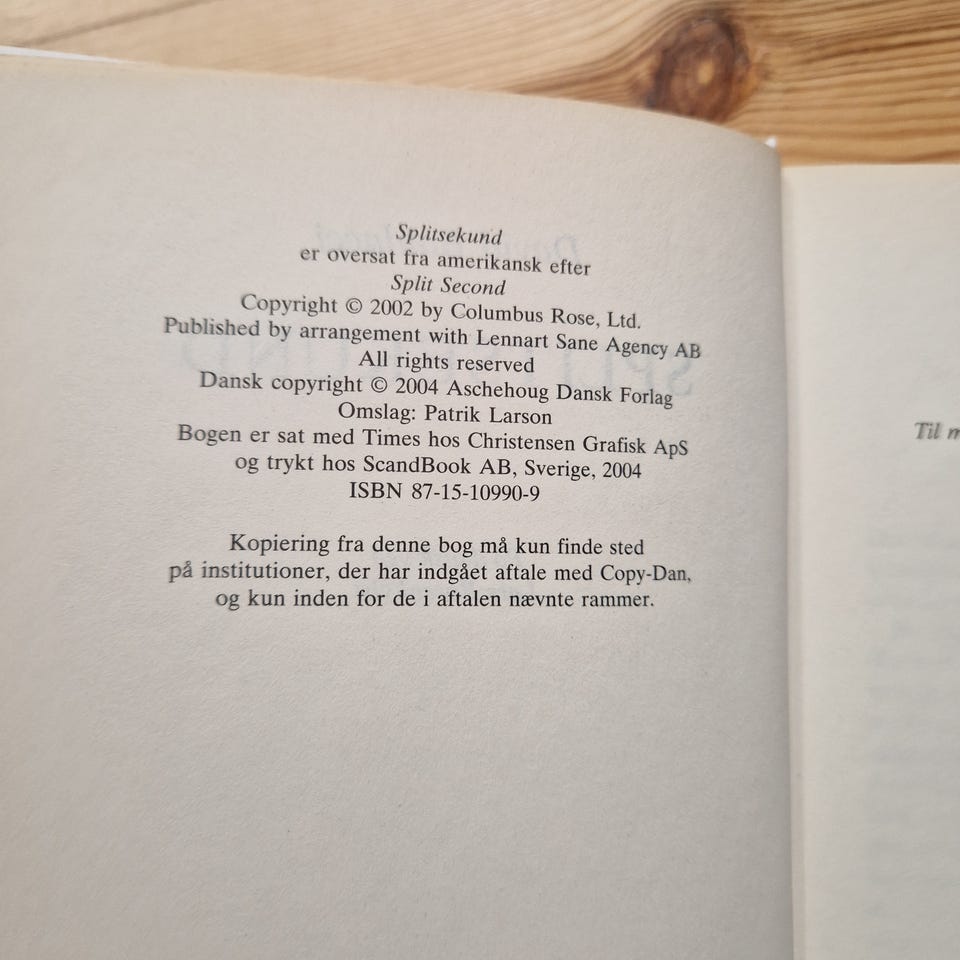 Splitsekund
er oversat fra amerikansk efter
Split Second
Copyright © 2002 by Columbus Rose, Ltd.
Published by arrangement with Lennart Sane Agency AB
All rights reserved
Dansk copyright © 2004 Aschehoug Dansk Forlag
Omslag: Patrik Larson
Bogen er sat med Times hos Christensen Grafisk ApS
og trykt hos ScandBook AB, Sverige, 2004
ISBN 87-15-10990-9
Kopiering fra denne bog må kun finde sted
på institutioner, der har indgået aftale med Copy-Dan,
og kun inden for de i aftalen nævnte rammer.
Til